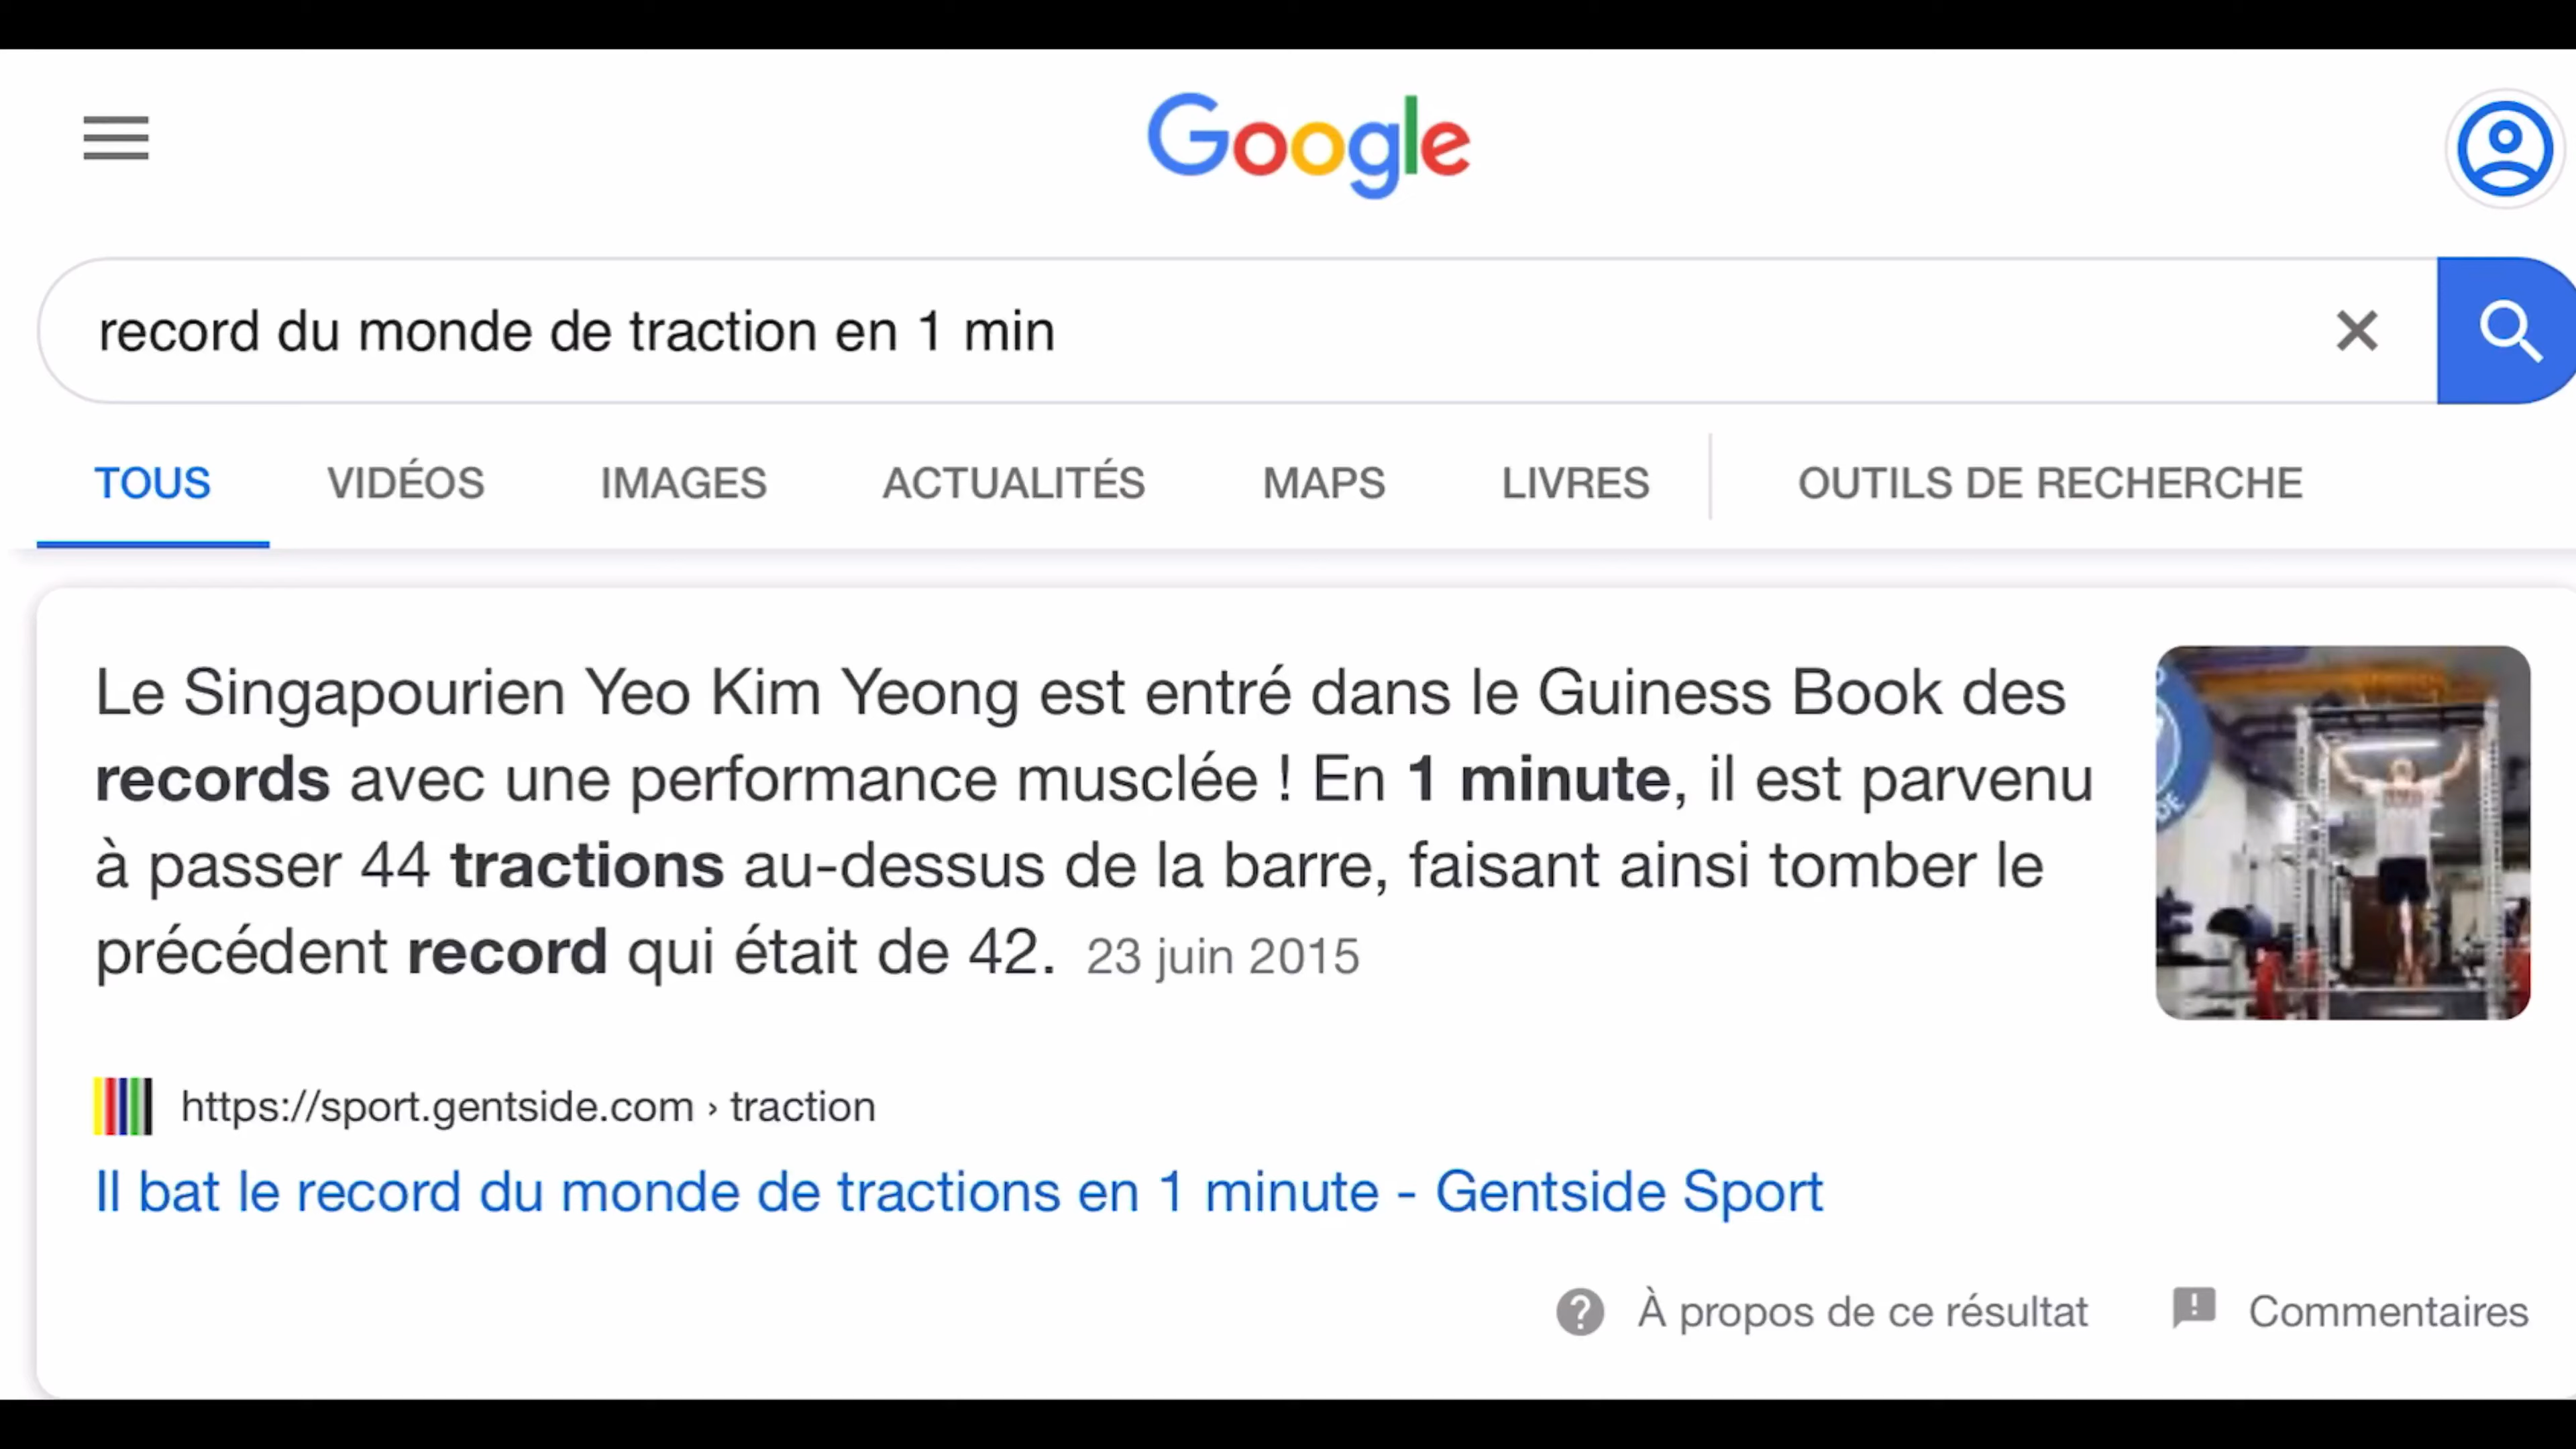 Google
record du monde de traction en 1 min
TOUS VIDÉOS IMAGES ACTUALITÉS MAPS LIVRES OUTILS DE RECHERCHE
Le Singapourien Yeo Kim Yeong est entré dans le Guiness Book des
records avec une performance musclée ! En 1 minute, il est parvenu
à passer 44 tractions au-dessus de la barre, faisant ainsi tomber le
précédent record qui était de 42. 23 juin 2015
https://sport.gentside.com › traction
Il bat le record du monde de tractions en 1 minute - Gentside Sport
À propos de ce résultat Commentaires